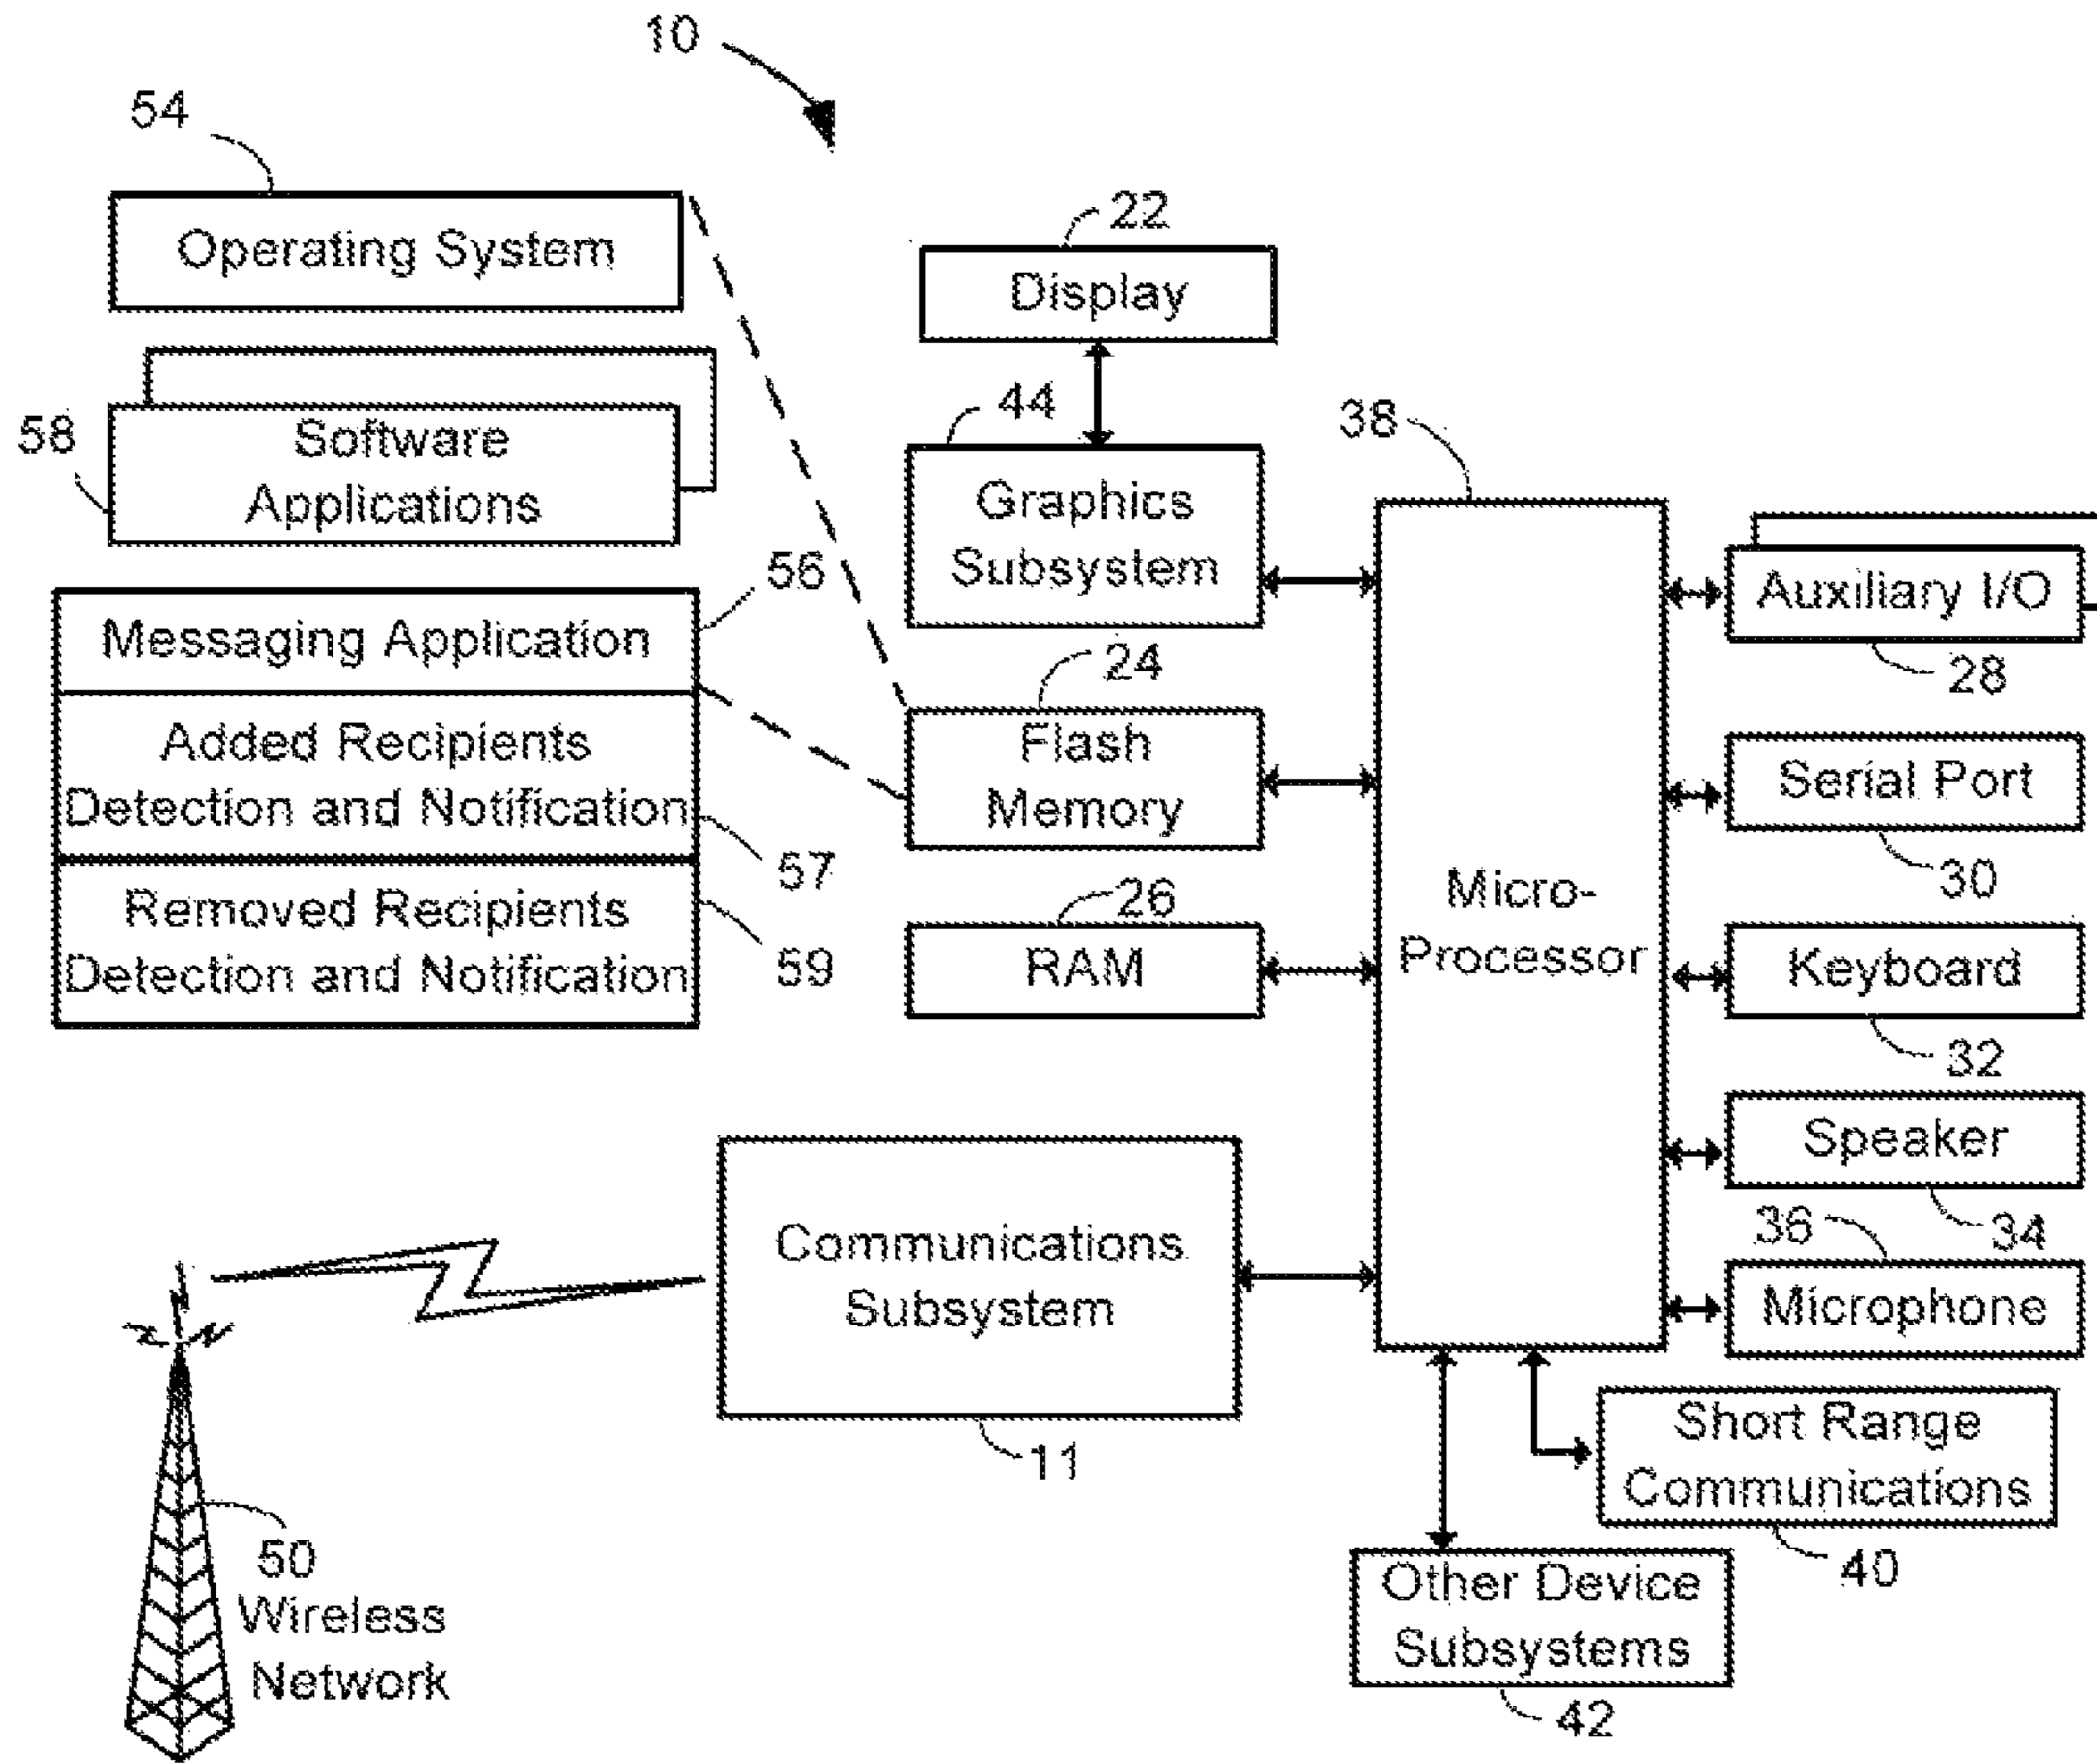 10
54
Operating System
22
Display
58
Software
Applications
44
Graphics
Subsystem
38
Micro-
Processor
Auxiliary I/O
28
56
Messaging Application
Added Recipients
Detection and Notification
57
Removed Recipients
Detection and Notification
59
24
Flash
Memory
26
RAM
Serial Port
30
Keyboard
32
Speaker
34
36
Microphone
Communications
Subsystem
11
Short Range
Communications
40
Other Device
Subsystems
42
50
Wireless
Network